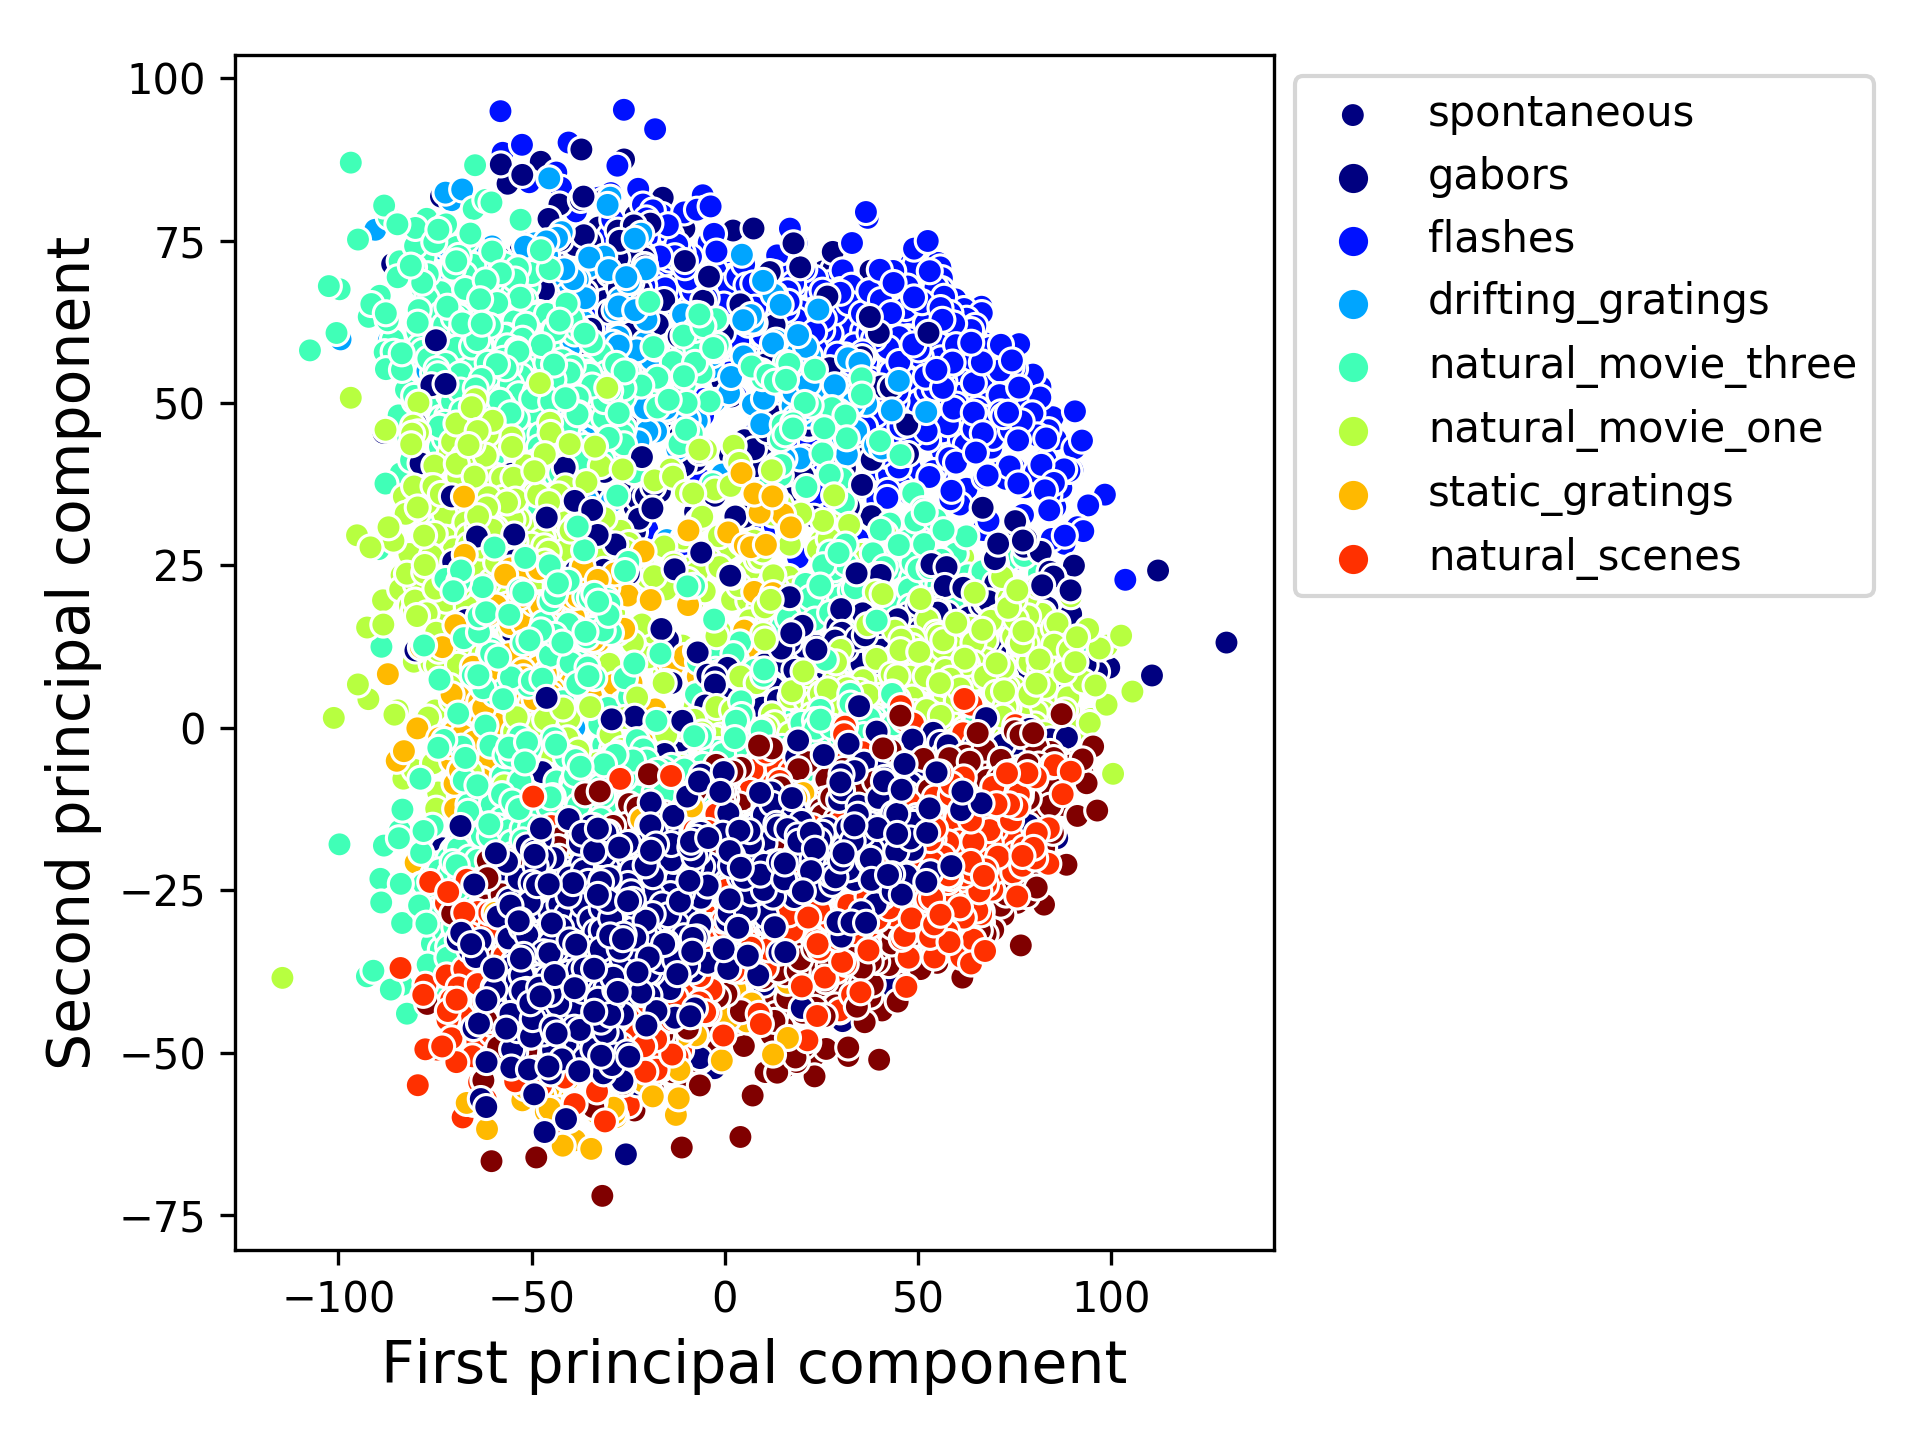 100
75
50
25
0
−25
−50
−75
Second principal component
−100
−50
0
50
100
First principal component
spontaneous
gabors
flashes
drifting_gratings
natural_movie_three
natural_movie_one
static_gratings
natural_scenes